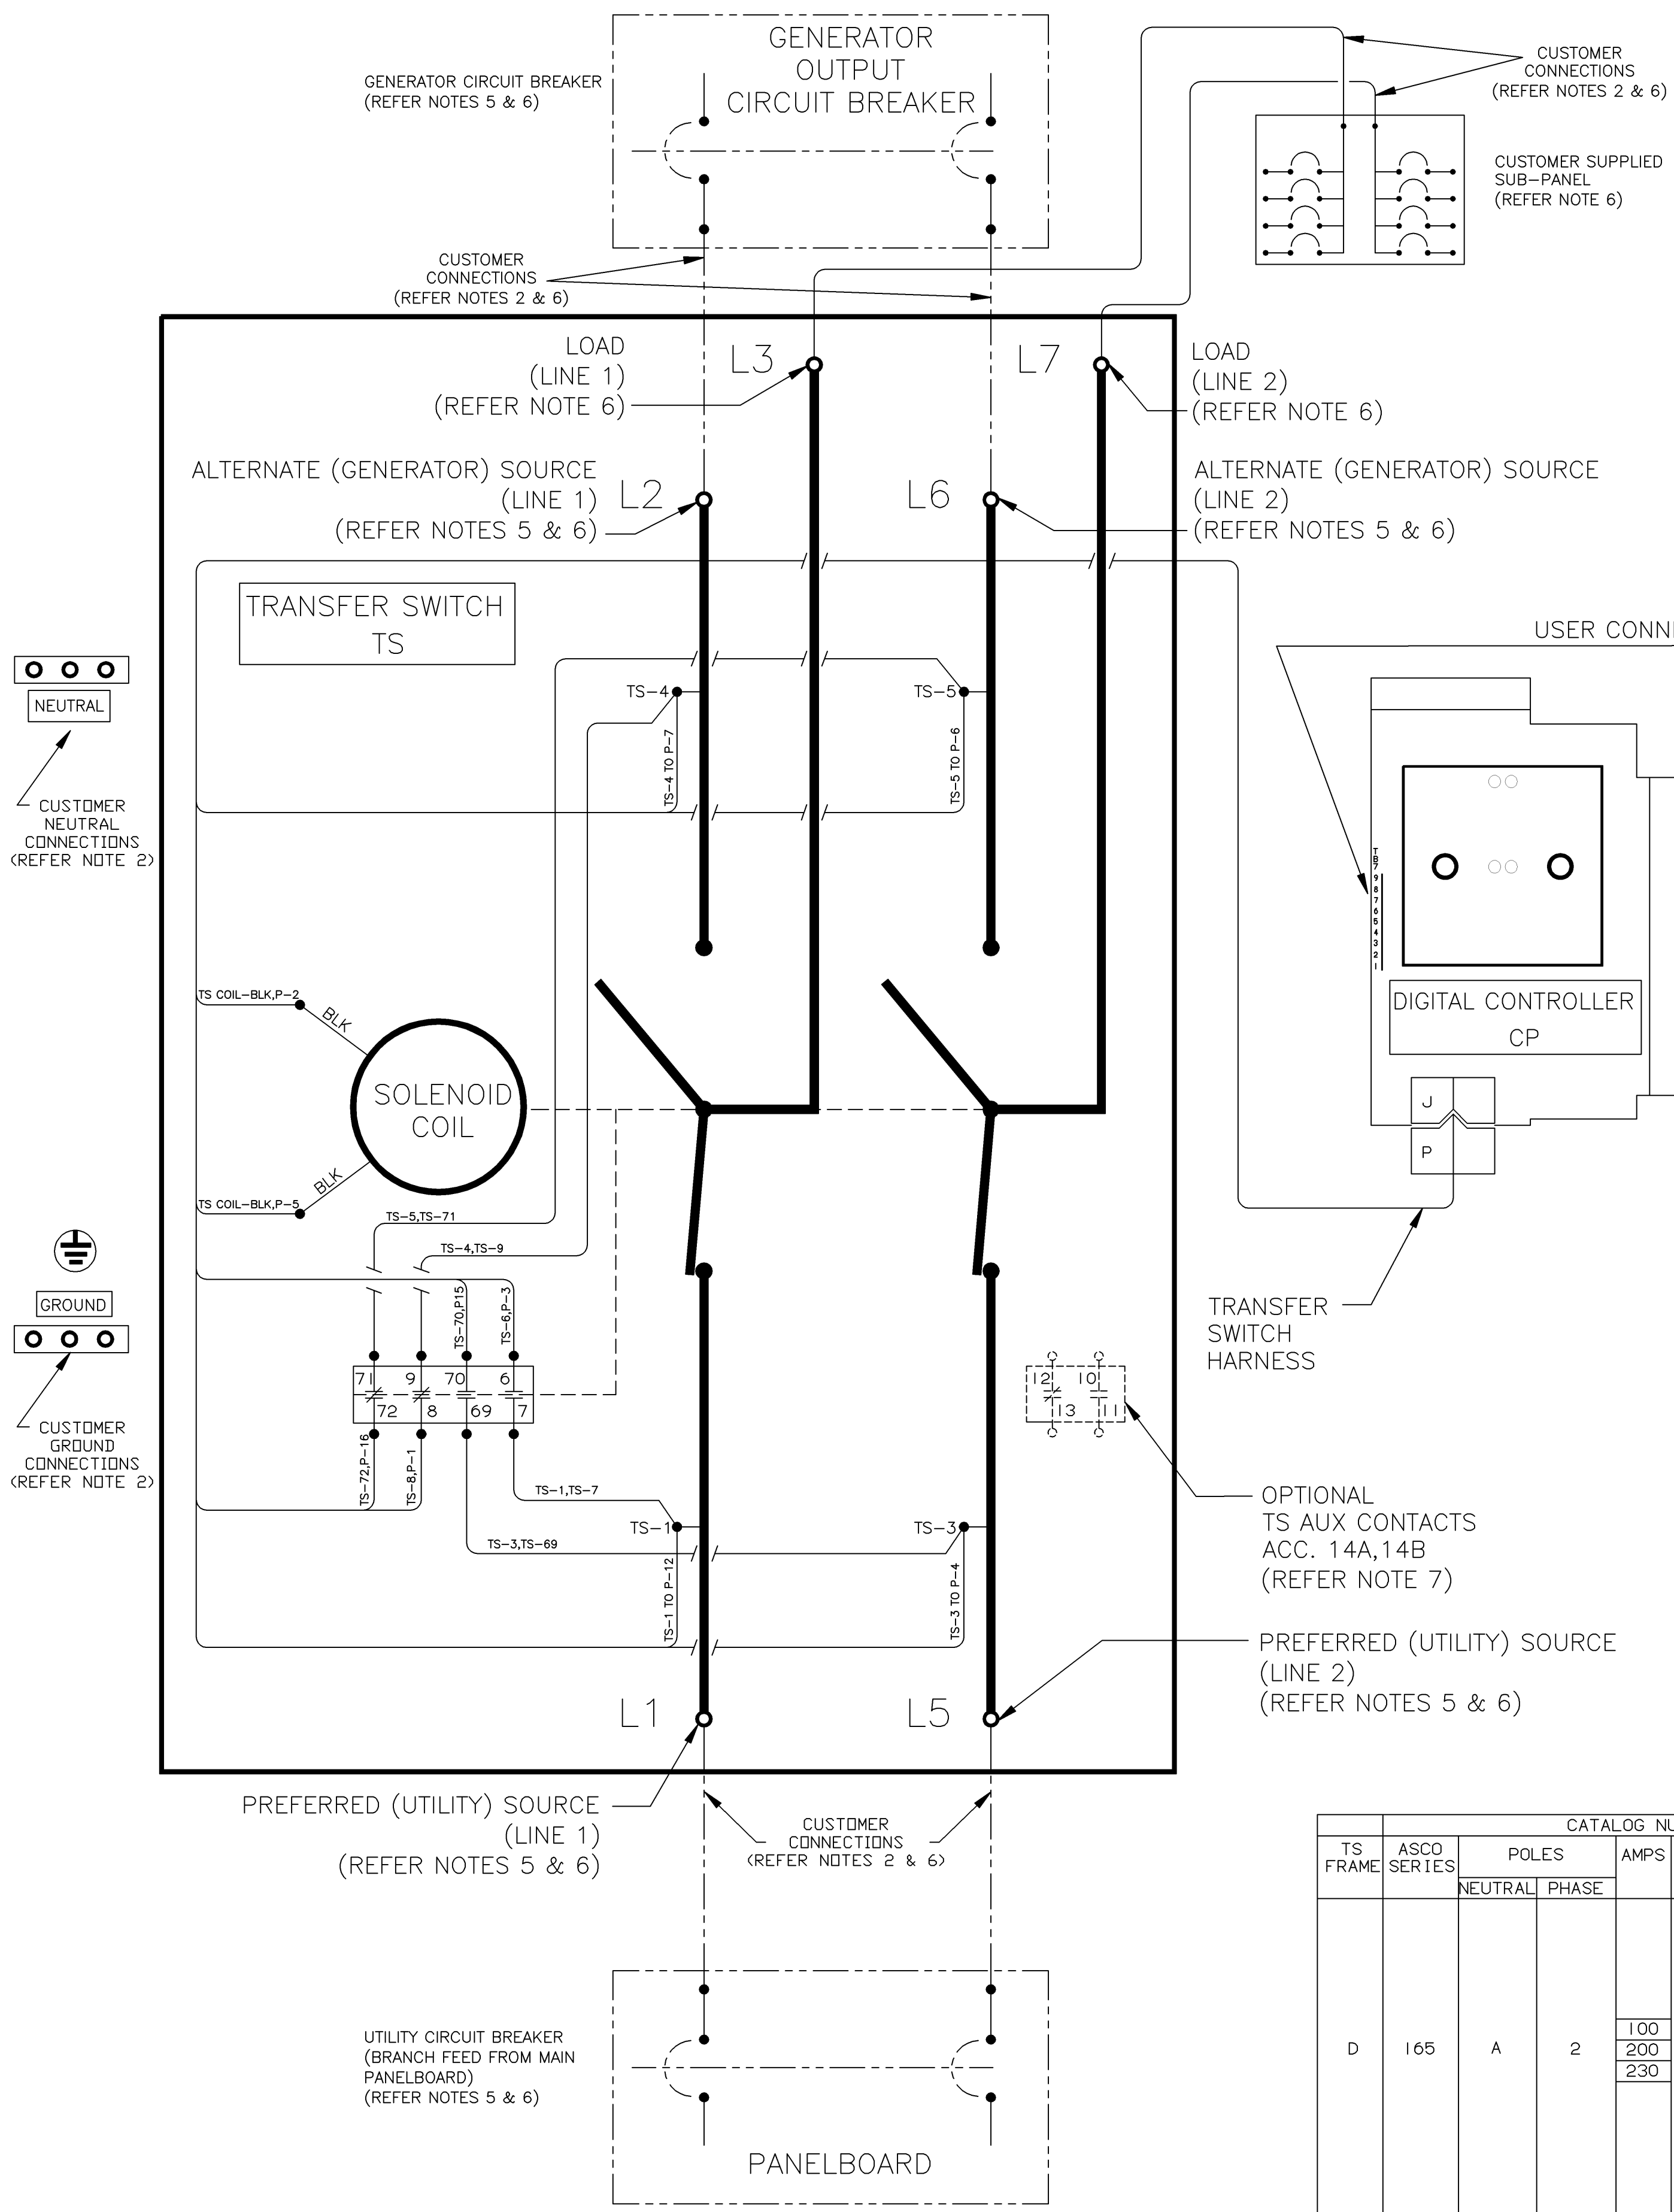 GENERATOR
OUTPUT
CIRCUIT BREAKER
GENERATOR CIRCUIT BREAKER
(REFER NOTES 5 & 6)
CUSTOMER
CONNECTIONS
(REFER NOTES 2 & 6)
CUSTOMER SUPPLIED
SUB-PANEL
(REFER NOTE 6)
CUSTOMER
CONNECTIONS
(REFER NOTES 2 & 6)
LOAD
(LINE 1)
(REFER NOTE 6)
L3
L7
LOAD
(LINE 2)
(REFER NOTE 6)
ALTERNATE (GENERATOR) SOURCE
(LINE 1)
(REFER NOTES 5 & 6)
L2
L6
ALTERNATE (GENERATOR) SOURCE
(LINE 2)
(REFER NOTES 5 & 6)
TRANSFER SWITCH
TS
USER CONN
NEUTRAL
CUSTOMER
NEUTRAL
CONNECTIONS
(REFER NOTE 2)
TS-4
TS-5
TS-4 TO P-7
TS-5 TO P-6
TB7
9
8
7
6
5
4
3
2
1
DIGITAL CONTROLLER
CP
J
P
TS COIL-BLK,P-2
BLK
SOLENOID
COIL
BLK
TS COIL-BLK,P-5
TS-5,TS-71
TS-4,TS-9
TS-70,P15
TS-6,P-3
GROUND
CUSTOMER
GROUND
CONNECTIONS
(REFER NOTE 2)
TRANSFER
SWITCH
HARNESS
71 9 70 6
72 8 69 7
12 10
13 11
TS-72,P-16
TS-8,P-1
TS-1,TS-7
TS-3,TS-69
TS-1
TS-3
TS-1 TO P-12
TS-3 TO P-4
OPTIONAL
TS AUX CONTACTS
ACC. 14A,14B
(REFER NOTE 7)
PREFERRED (UTILITY) SOURCE
(LINE 2)
(REFER NOTES 5 & 6)
L1
L5
PREFERRED (UTILITY) SOURCE
(LINE 1)
(REFER NOTES 5 & 6)
CUSTOMER
CONNECTIONS
(REFER NOTES 2 & 6)
CATALOG NU
TS FRAME
ASCO SERIES
POLES
AMPS
NEUTRAL PHASE
D 165 A 2
100
200
230
UTILITY CIRCUIT BREAKER
(BRANCH FEED FROM MAIN
PANELBOARD)
(REFER NOTES 5 & 6)
PANELBOARD